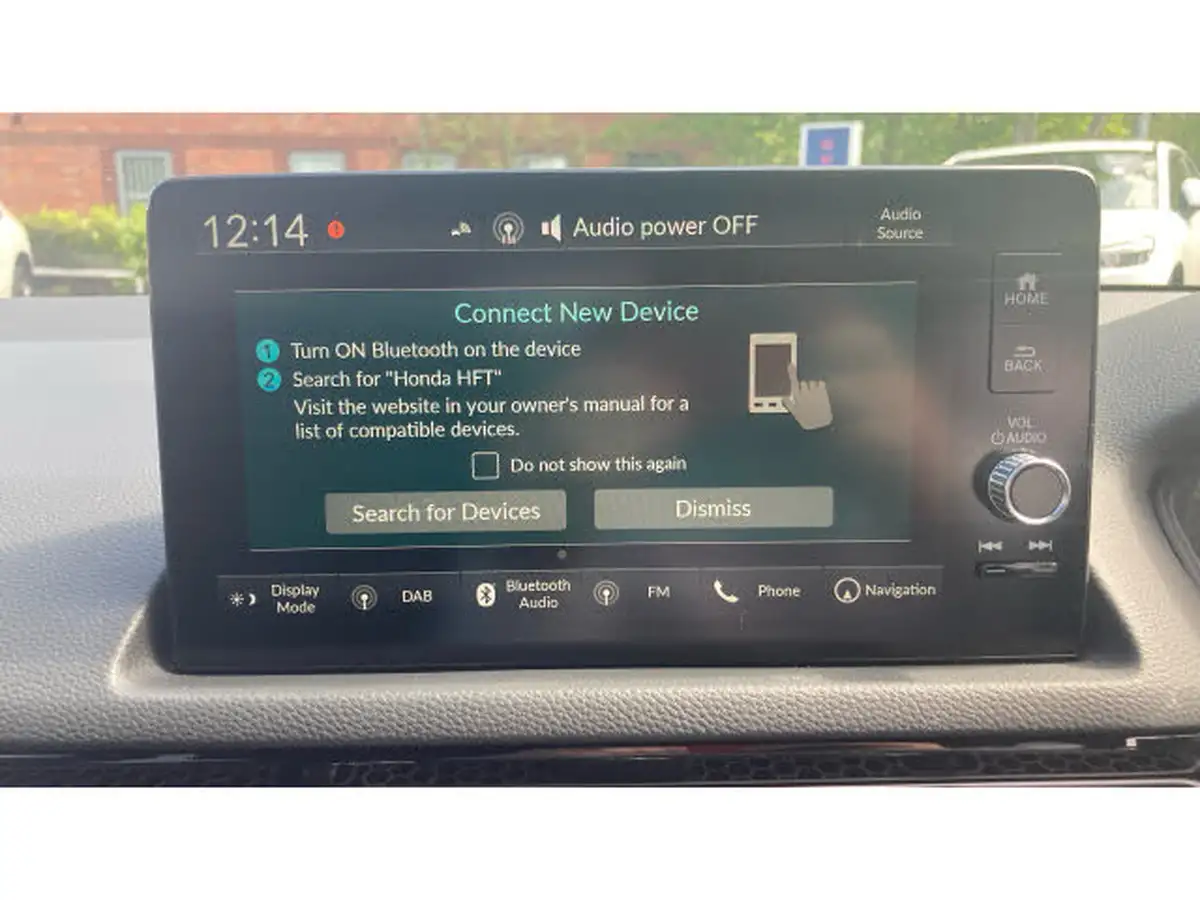 12:14
Audio power OFF
Audio
Source
HOME
BACK
VOL
AUDIO
Connect New Device
1 Turn ON Bluetooth on the device
2 Search for "Honda HFT"
Visit the website in your owner's manual for a
list of compatible devices.
Do not show this again
Search for Devices
Dismiss
Display
Mode
DAB
Bluetooth
Audio
FM
Phone
Navigation